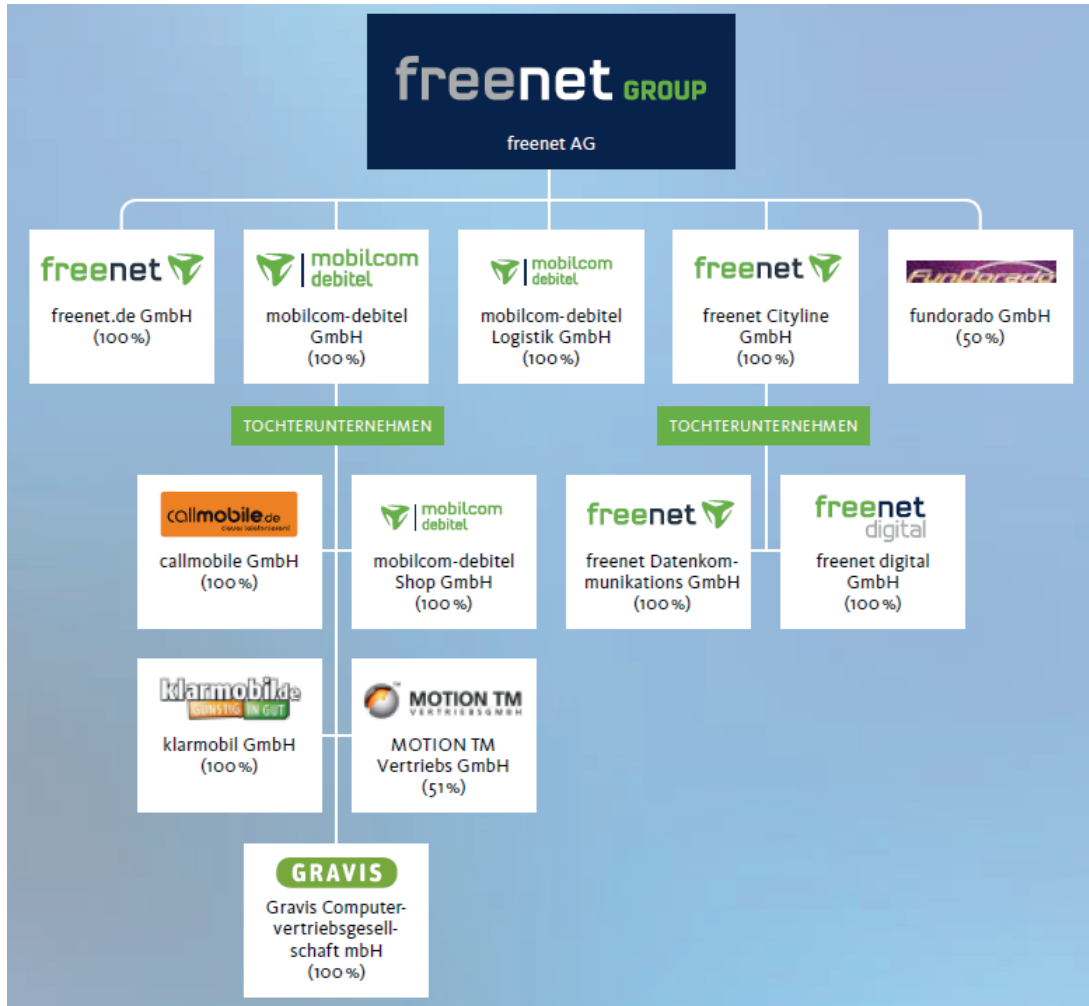 freenet GROUP
freenet AG
freenet
freenet.de GmbH
(100 %)
mobilcom
debitel
mobilcom-debitel
GmbH
(100 %)
mobilcom
debitel
mobilcom-debitel
Logistik GmbH
(100 %)
freenet
freenet Cityline
GmbH
(100 %)
FunDorado
fundorado GmbH
(50 %)
TOCHTERUNTERNEHMEN
TOCHTERUNTERNEHMEN
callmobile.de
clever telefonieren!
callmobile GmbH
(100 %)
mobilcom
debitel
mobilcom-debitel
Shop GmbH
(100 %)
freenet
freenet Datenkom-
munikations GmbH
(100 %)
freenet
digital
freenet digital
GmbH
(100 %)
klarmobil.de
GÜNSTIG IN GUT
klarmobil GmbH
(100 %)
MOTION TM
VERTRIEBSGMBH
MOTION TM
Vertriebs GmbH
(51%)
GRAVIS
Gravis Computer-
vertriebsgesell-
schaft mbH
(100 %)